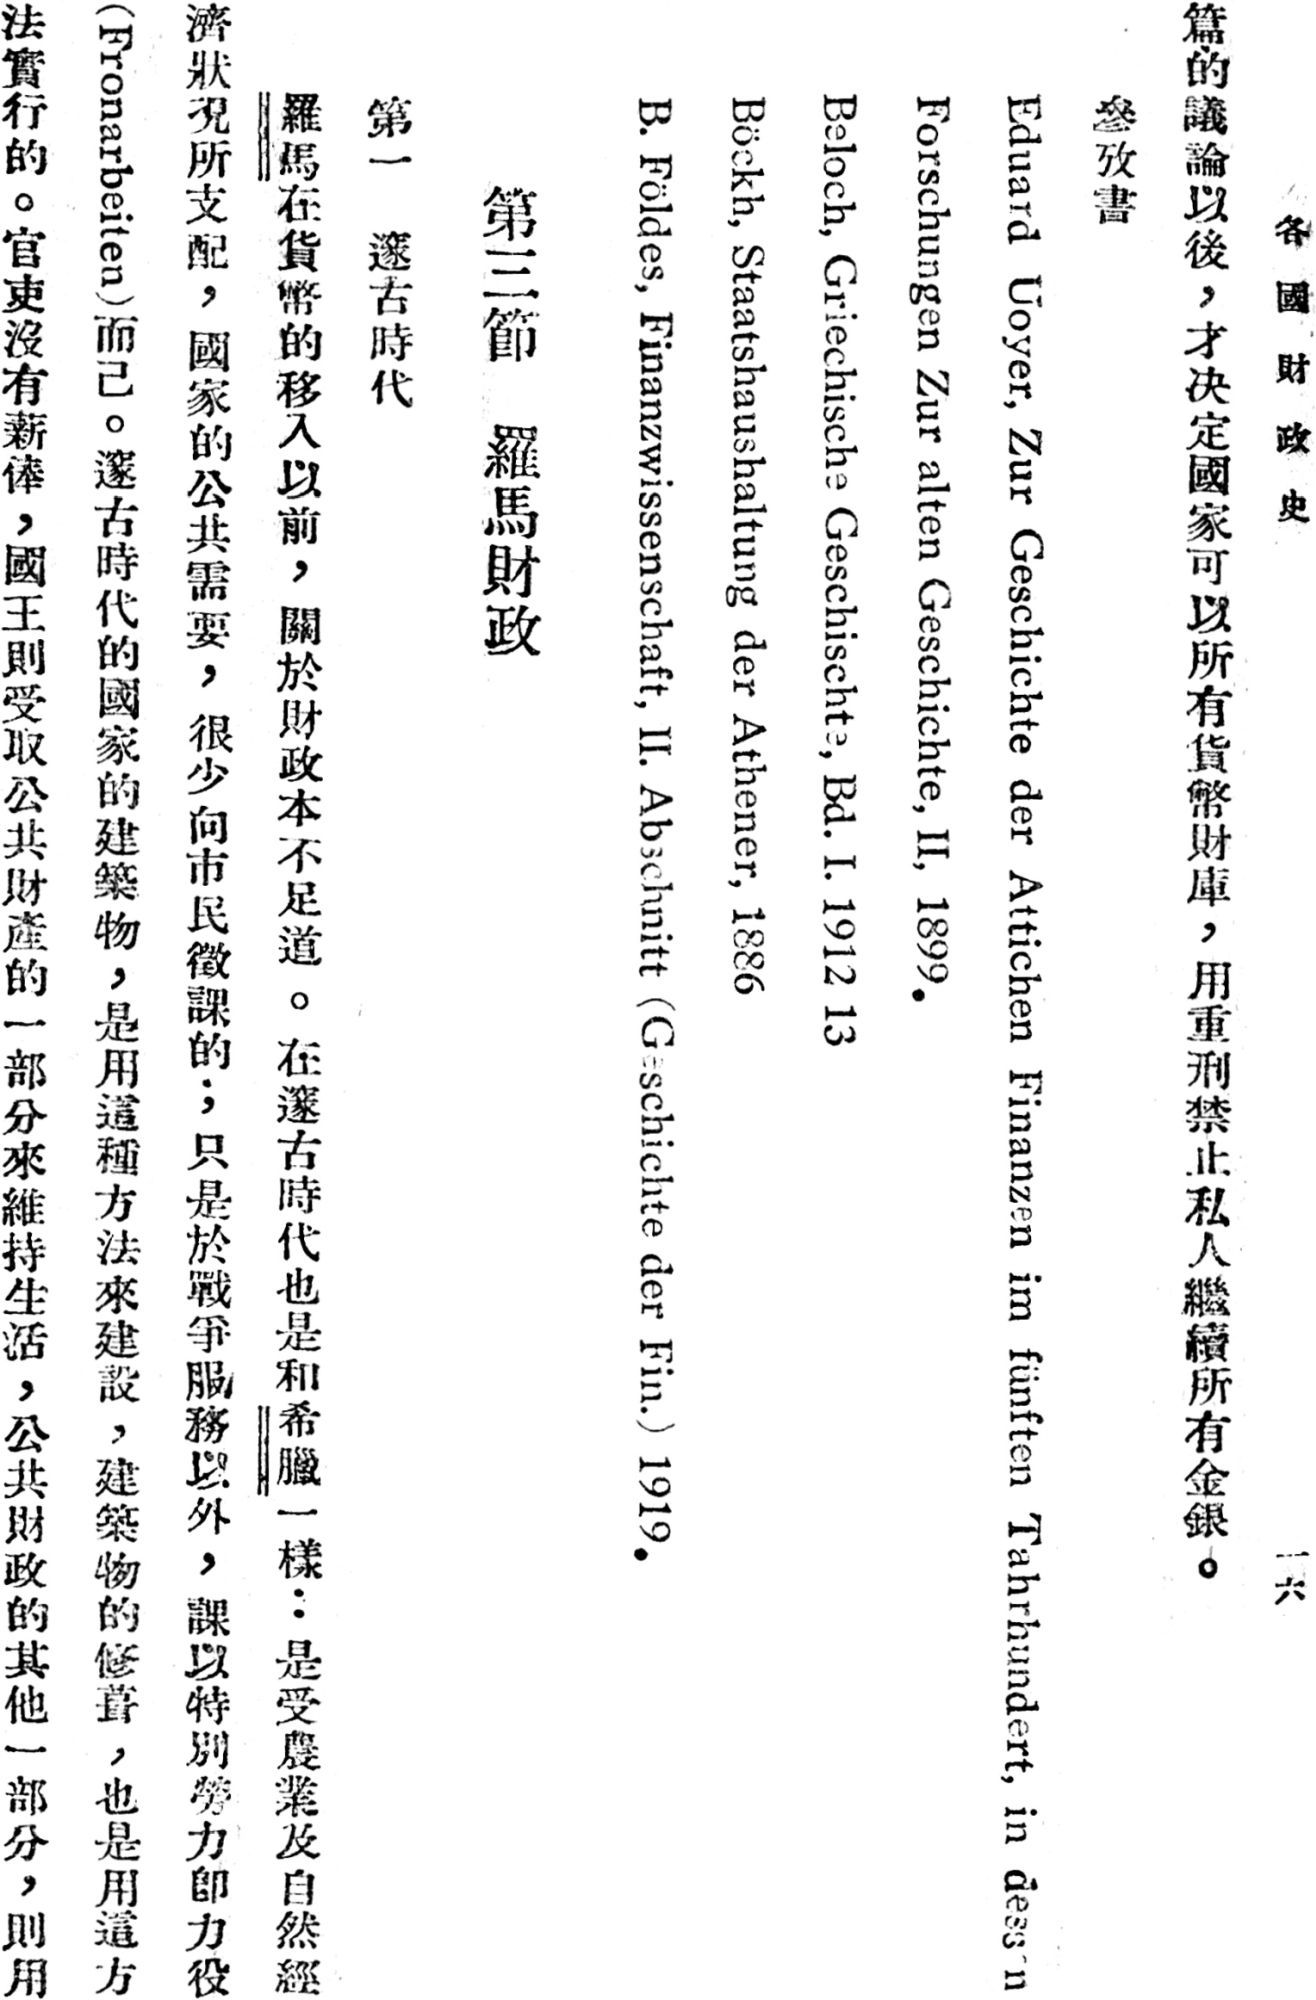 各國財政史
一六
篇的議論以後，才決定國家可以所有貨幣財庫，用重刑禁止私人繼續所有金銀。
參攷書
Eduard Uoyer, Zur Geschichte der Attichen Finanzen im fünften Tahrhundert, in dessen
Forschungen Zur alten Geschichte, II, 1899.
Beloch, Griechische Geschischte, Bd. I. 1912 13
Böckh, Staatshaushaltung der Athener, 1886
B. Földes, Finanzwissenschaft, II. Abschnitt (Geschichte der Fin.) 1919.
第三節　羅馬財政
第一　邃古時代
羅馬在貨幣的移入以前，關於財政本不足道。在邃古時代也是和希臘一樣：是受農業及自然經
濟狀況所支配，國家的公共需要，很少向市民徵課的；只是於戰爭服務以外，課以特別勞力卽力役
(Fronarbeiten)而已。邃古時代的國家的建築物，是用這種方法來建設，建築物的修葺，也是用這方
法實行的。官吏沒有薪俸，國王則受取公共財產的一部分來維持生活，公共財政的其他一部分，則用